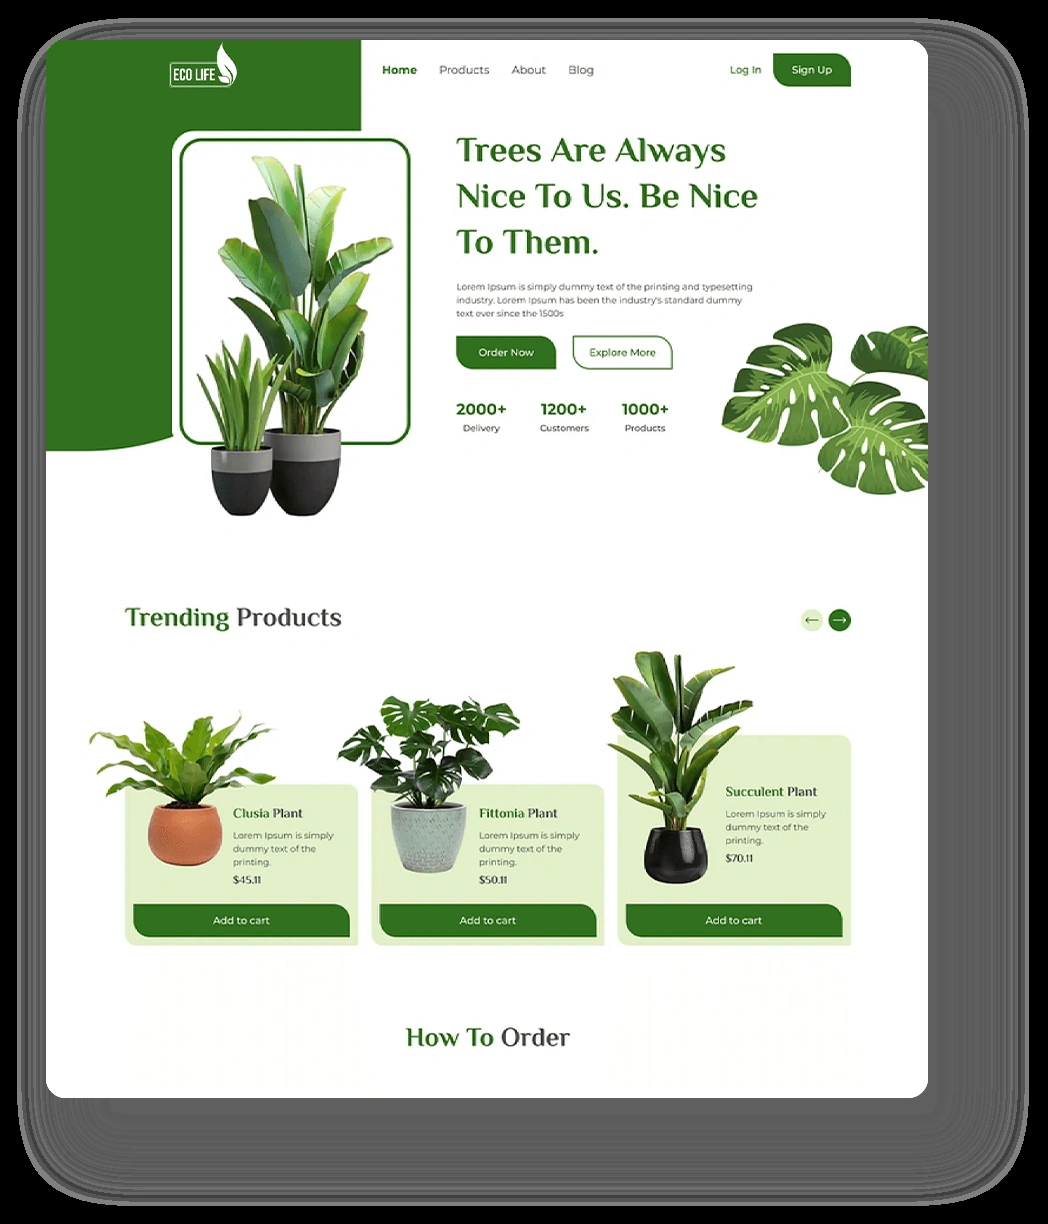 ECO LIFE
Home Products About Blog Log In Sign Up
Trees Are Always
Nice To Us. Be Nice
To Them.
Lorem Ipsum is simply dummy text of the printing and typesetting
industry. Lorem Ipsum has been the industry's standard dummy
text ever since the 1500s
Order Now Explore More
2000+ 1200+ 1000+
Delivery Customers Products
Trending Products
Clusia Plant
Lorem Ipsum is simply
dummy text of the
printing.
$45.11
Add to cart
Fittonia Plant
Lorem Ipsum is simply
dummy text of the
printing.
$50.11
Add to cart
Succulent Plant
Lorem Ipsum is simply
dummy text of the
printing.
$70.11
Add to cart
How To Order